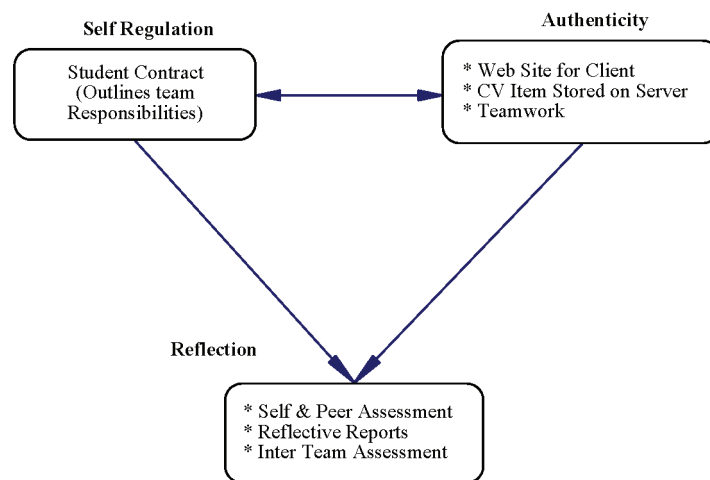 Self Regulation
Student Contract
(Outlines team
Responsibilities)
Authenticity
* Web Site for Client
* CV Item Stored on Server
* Teamwork
Reflection
* Self & Peer Assessment
* Reflective Reports
* Inter Team Assessment